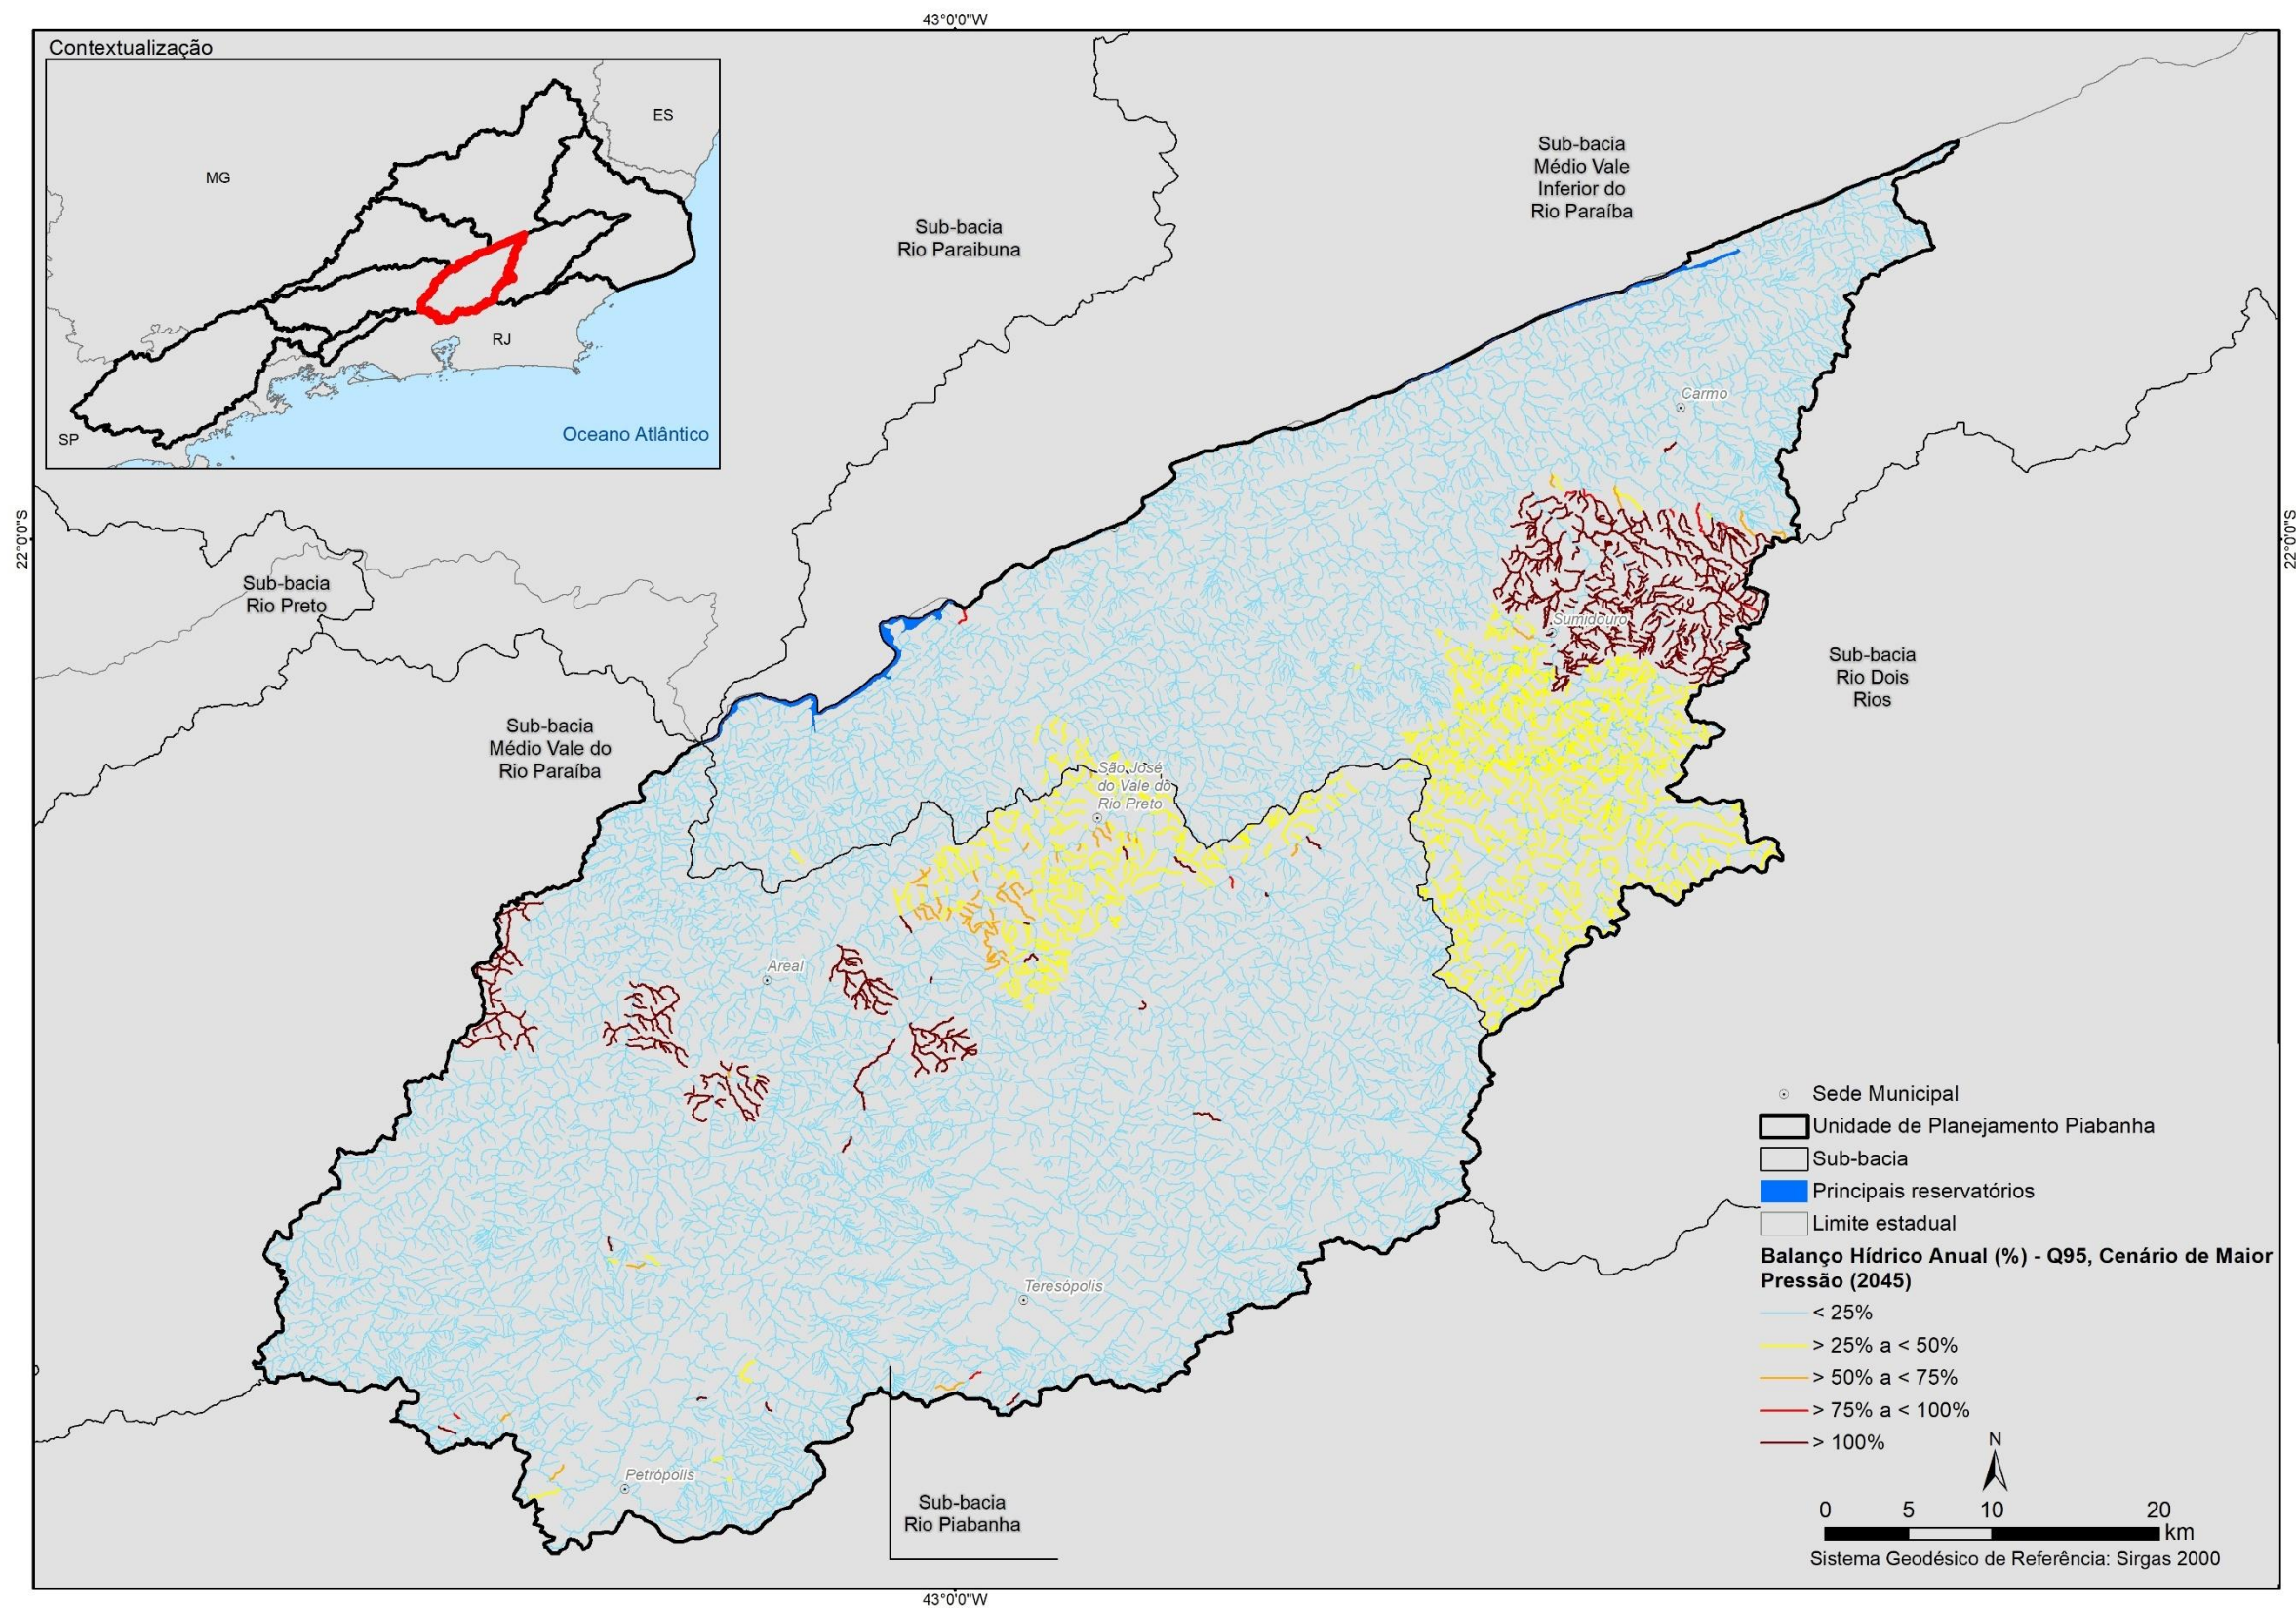 43°0'0"W
Contextualização
ES
MG
RJ
SP
Oceano Atlântico
Sub-bacia
Médio Vale
Inferior do
Rio Paraíba
Sub-bacia
Rio Paraibuna
Carmo
22°0'0"S
22°0'0"S
Sub-bacia
Rio Preto
Sumidouro
Sub-bacia
Rio Dois
Rios
Sub-bacia
Médio Vale do
Rio Paraíba
São José
do Vale do
Rio Preto
Areal
Teresópolis
Petrópolis
Sub-bacia
Rio Piabanha
Sede Municipal
Unidade de Planejamento Piabanha
Sub-bacia
Principais reservatórios
Limite estadual
Balanço Hídrico Anual (%) - Q95, Cenário de Maior
Pressão (2045)
< 25%
> 25% a < 50%
> 50% a < 75%
> 75% a < 100%
> 100%
N
0 5 10 20
km
Sistema Geodésico de Referência: Sirgas 2000
43°0'0"W